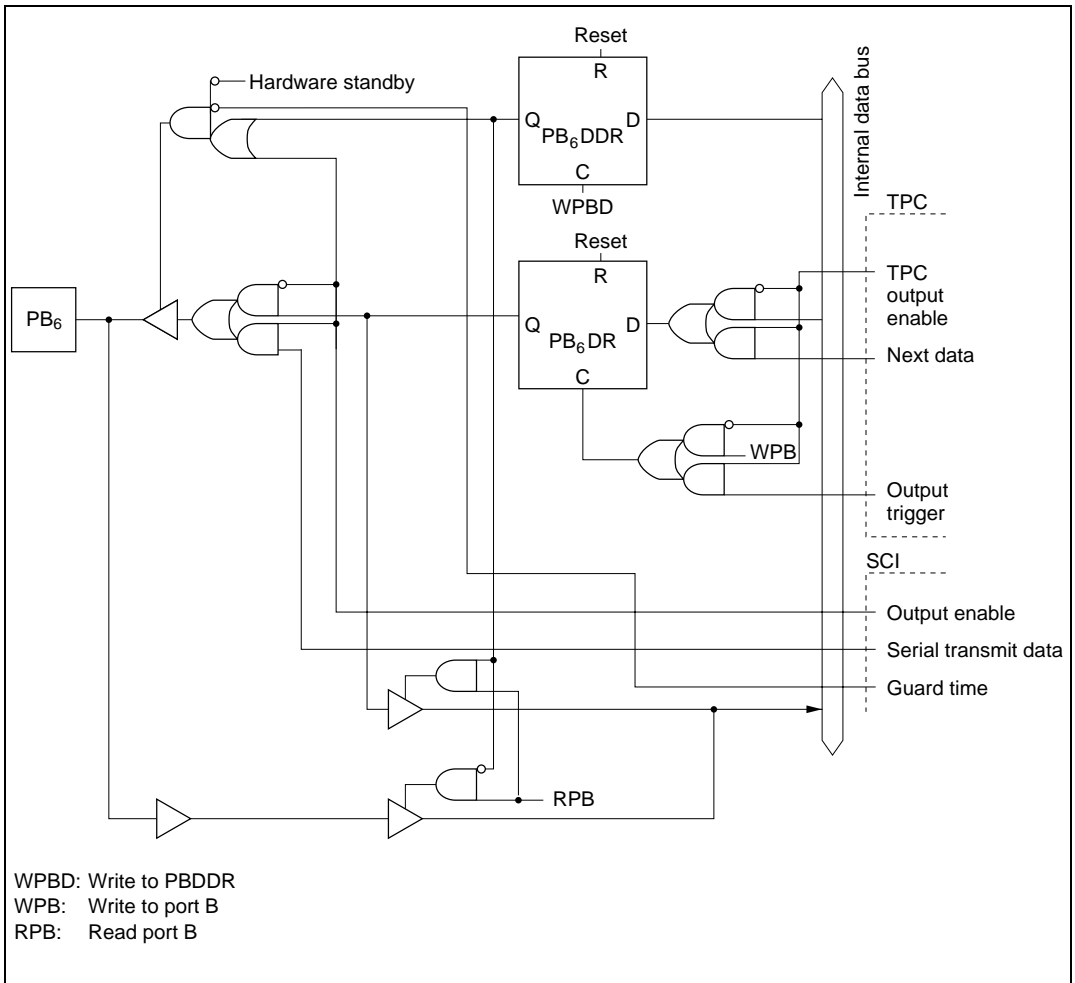 Reset
R
Hardware standby
Q
D
PB₆DDR
C
WPBD
Internal data bus
TPC
Reset
R
TPC
output
enable
PB₆
Q
D
PB₆DR
Next data
C
WPB
Output
trigger
SCI
Output enable
Serial transmit data
Guard time
RPB
WPBD: Write to PBDDR
WPB: Write to port B
RPB: Read port B